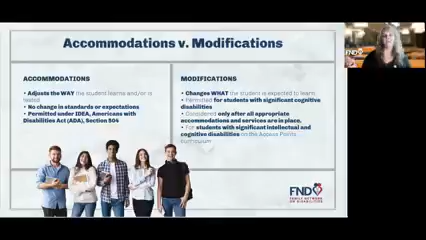 Accommodations v. Modifications
ACCOMMODATIONS
• Adjusts the WAY the student learns and/or is
tested
• No change in standards or expectations
• Permitted under IDEA, Americans with
Disabilities Act (ADA), Section 504
MODIFICATIONS
• Changes WHAT the student is expected to learn
• Permitted for students with significant cognitive
disabilities
• Considered only after all appropriate
accommodations and services are in place.
• For students with significant intellectual and
cognitive disabilities on the Access Points
curriculum
FND
FAMILY NETWORK
ON DISABILITIES
FND